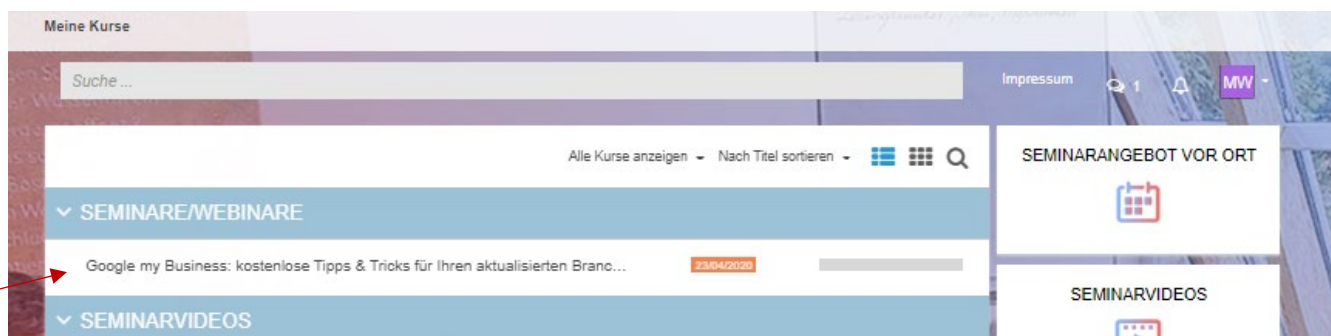 Meine Kurse
Suche ...
Impressum
1
MW
Alle Kurse anzeigen
Nach Titel sortieren
SEMINARE/WEBINARE
Google my Business: kostenlose Tipps & Tricks für Ihren aktualisierten Branc...
23/04/2020
SEMINARVIDEOS
SEMINARANGEBOT VOR ORT
SEMINARVIDEOS